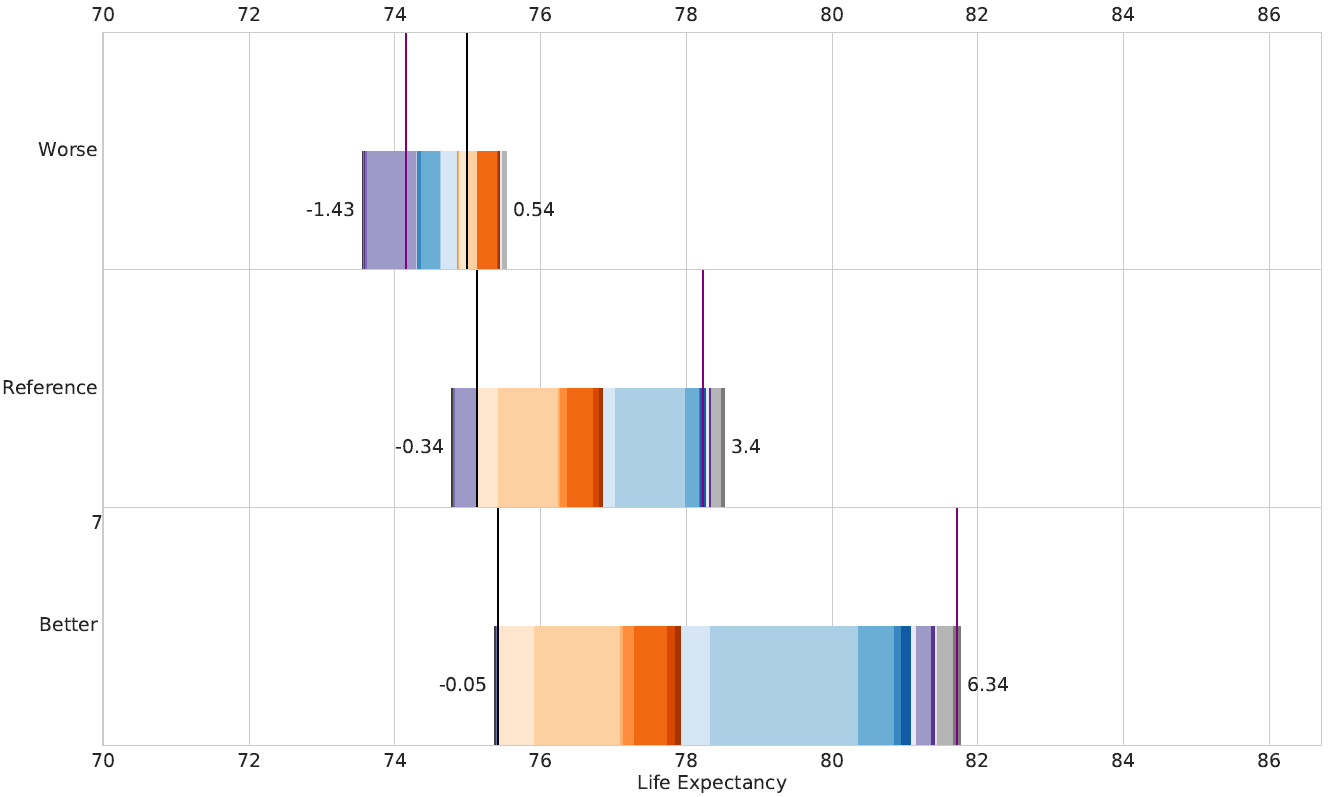 70 72 74 76 78 80 82 84 86
Worse
-1.43 0.54
Reference
-0.34 3.4
7
Better
-0.05 6.34
70 72 74 76 78 80 82 84 86
Life Expectancy